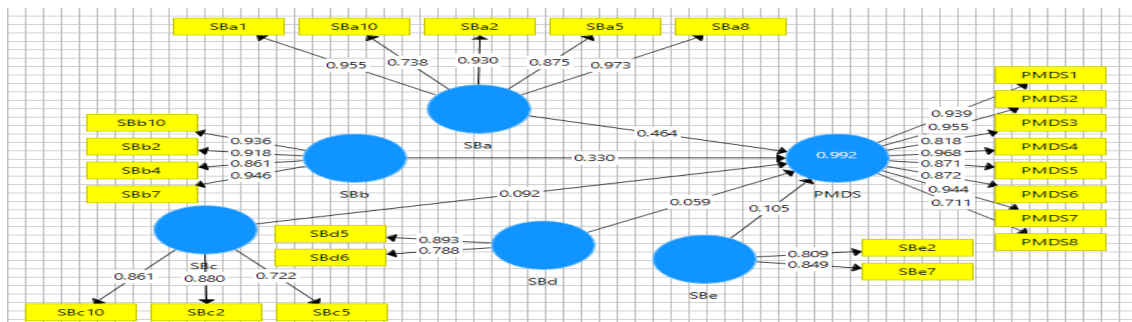 SBa1 SBa10 SBa2 SBa5 SBa8
0.955 0.738 0.930 0.875 0.973
SBa
PMDS1
PMDS2
PMDS3
PMDS4
PMDS5
PMDS6
PMDS7
PMDS8
0.939
0.955
0.818
0.968
0.871
0.872
0.944
0.711
0.992
PMDS
0.464
0.330
0.092
0.059
0.105
SBb10
SBb2
SBb4
SBb7
0.936
0.918
0.861
0.946
SBb
SBc
0.861 0.880 0.722
SBc10 SBc2 SBc5
SBd5
SBd6
0.893
0.788
SBd
SBe
0.809
0.849
SBe2
SBe7